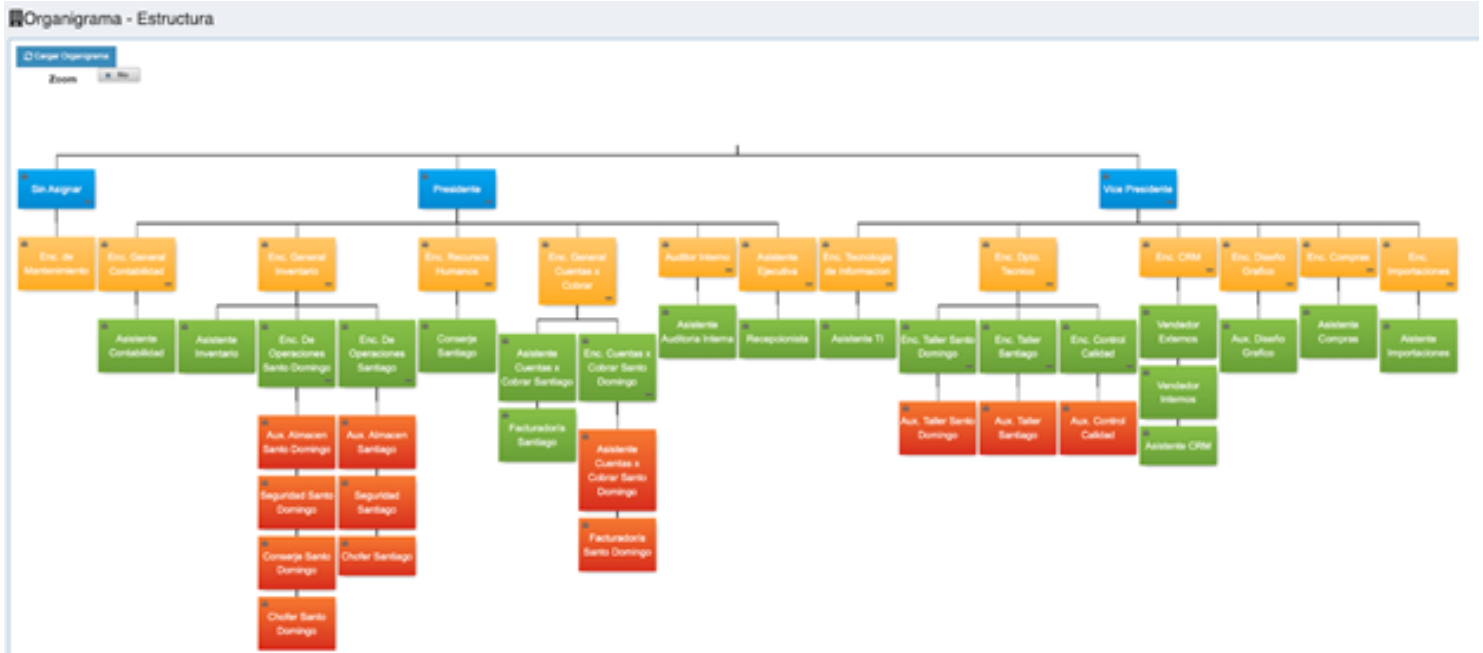 Organigrama - Estructura
Cargar Organigrama
Zoom
No
Sin Asignar
Presidente
Vice Presidente
Enc. de
Mantenimiento
Enc. General
Contabilidad
Enc. General
Inventario
Enc. Recursos
Humanos
Enc. General
Cuentas x
Cobrar
Auditor Interno
Asistente
Ejecutiva
Enc. Tecnologia
de Informacion
Enc. Dpto.
Tecnico
Enc. CRM
Enc. Diseño
Grafico
Enc. Compras
Enc.
Importaciones
Asistente
Contabilidad
Asistente
Inventario
Enc. De
Operaciones
Santo Domingo
Enc. De
Operaciones
Santiago
Conserje
Santiago
Asistente
Cuentas x
Cobrar Santiago
Enc. Cuentas x
Cobrar Santo
Domingo
Asistente
Auditoria Interna
Recepcionista
Asistente TI
Enc. Taller Santo
Domingo
Enc. Taller
Santiago
Enc. Control
Calidad
Vendedor
Externos
Aux. Diseño
Grafico
Asistente
Compras
Asistente
Importaciones
Vendedor
Internos
Asistente CRM
Facturador/a
Santiago
Aux. Almacen
Santo Domingo
Aux. Almacen
Santiago
Aux. Taller Santo
Domingo
Aux. Taller
Santiago
Aux. Control
Calidad
Asistente
Cuentas x
Cobrar Santo
Domingo
Seguridad Santo
Domingo
Seguridad
Santiago
Facturador/a
Santo Domingo
Conserje Santo
Domingo
Chofer Santiago
Chofer Santo
Domingo